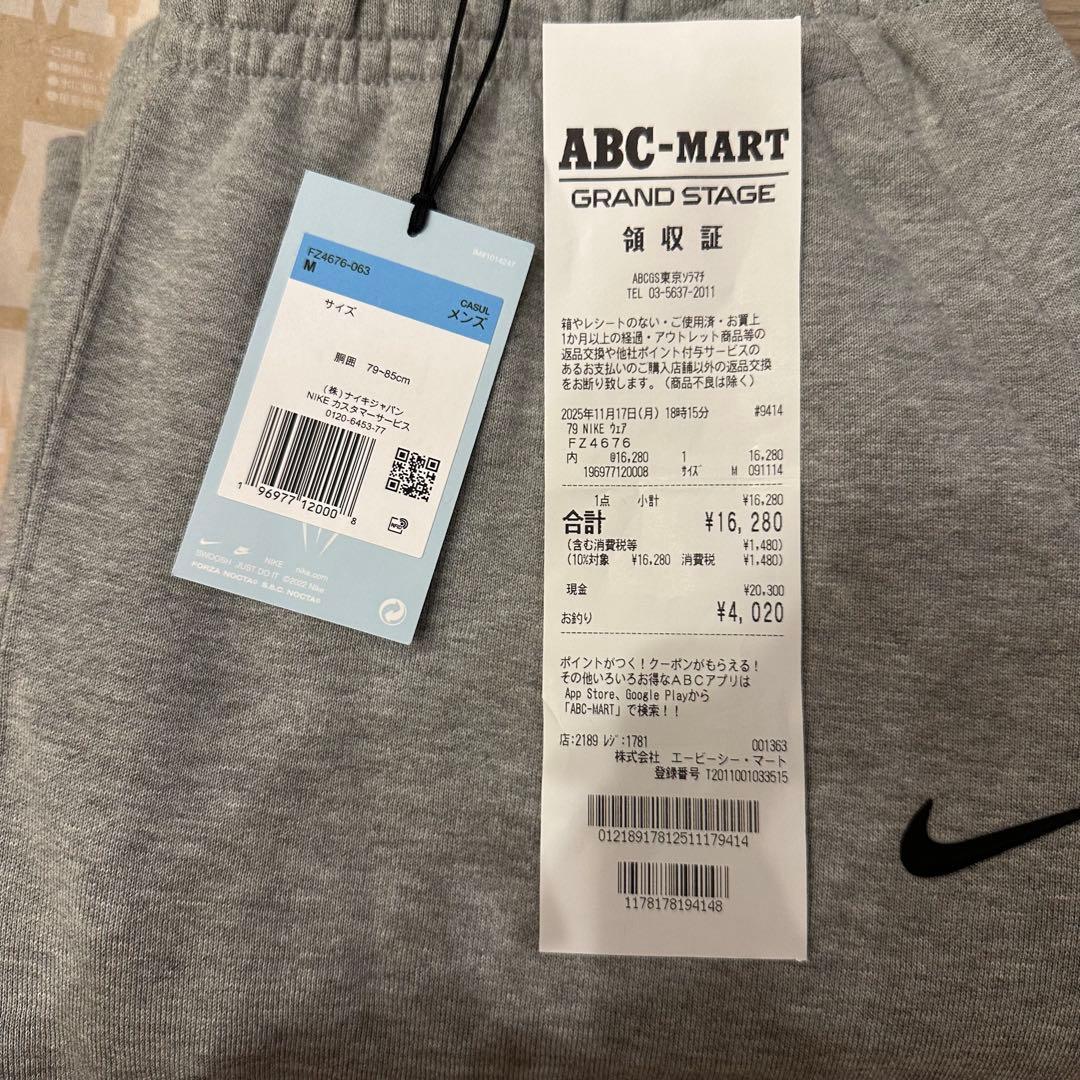 ご注意
FZ4676-063
M
IM#1014247
CASUL
メンズ
サイズ
胴囲 79~85cm
(株)ナイキジャパン
NIKE カスタマーサービス
0120-6453-77
1 96977 12000 8
SWOOSH JUST DO IT NIKE nike.com
FORZA NOCTA® S.B.C. NOCTA® ©2022 Nike
ABC-MART
GRAND STAGE
領収証
ABCGS東京ソラマチ
TEL 03-5637-2011
箱やレシートのない・ご使用済・お買上
1か月以上の経過・アウトレット商品等の
返品交換や他社ポイント付与サービスの
あるお支払いのご購入店舗以外の返品交換
をお断り致します。(商品不良は除く)
2025年11月17日(月) 18時15分 #9414
79 NIKE ウェア
FZ4676
内 @16,280 1 16,280
196977120008 サイズ M 091114
1点 小計 ¥16,280
合計 ¥16,280
(含む消費税等 ¥1,480)
(10%対象 ¥16,280 消費税 ¥1,480)
現金 ¥20,300
お釣り ¥4,020
ポイントがつく!クーポンがもらえる!
その他いろいろお得なABCアプリは
App Store、Google Playから
「ABC-MART」で検索!!
店:2189 レジ:1781 001363
株式会社 エービーシー・マート
登録番号 T2011001033515
01218917812511179414
1178178194148